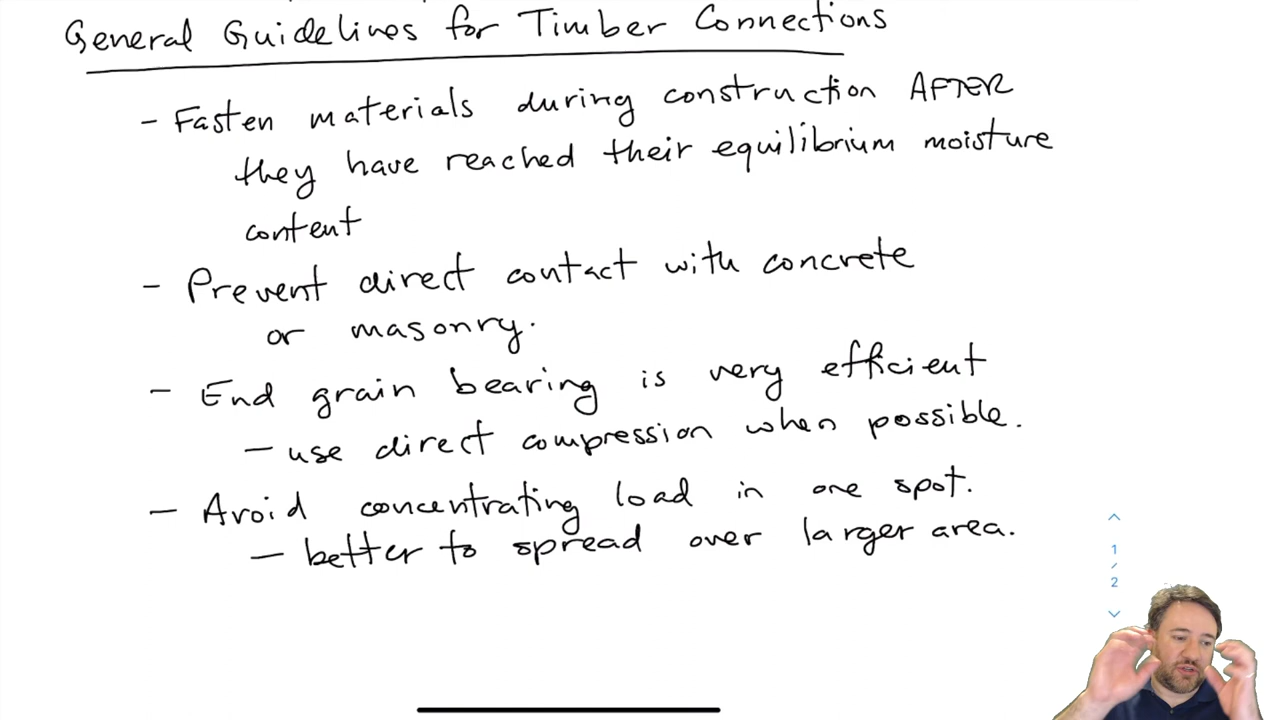 General Guidelines for Timber Connections
- Fasten materials during construction AFTER
they have reached their equilibrium moisture
content
- Prevent direct contact with concrete
or masonry.
- End grain bearing is very efficient
- use direct compression when possible.
- Avoid concentrating load in one spot.
- better to spread over larger area.
1
/
2